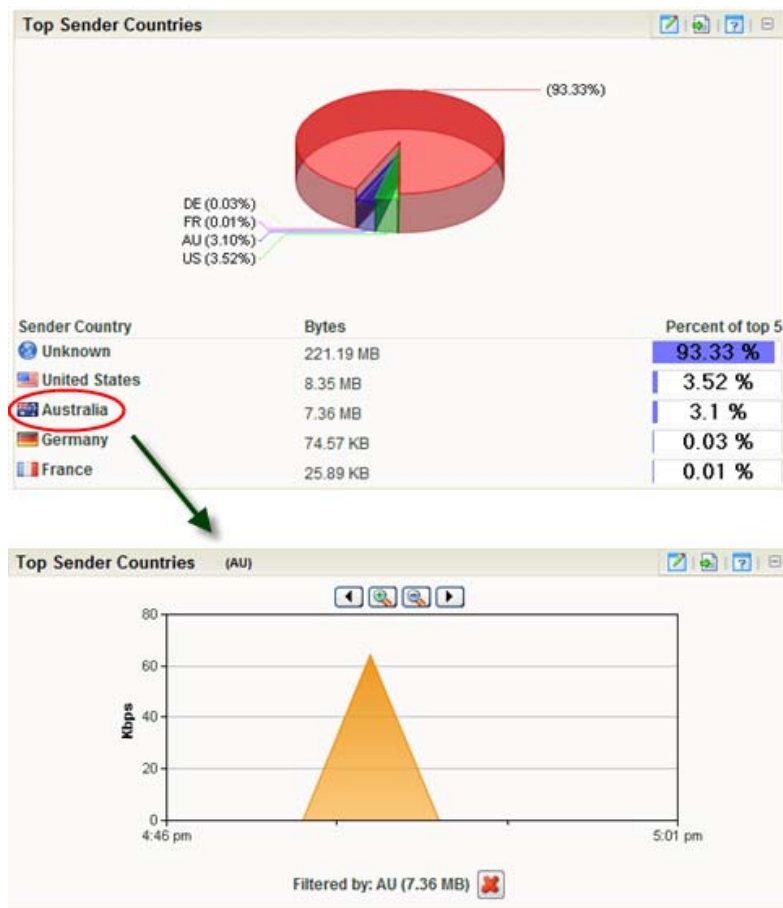 Top Sender Countries
(93.33%)
DE (0.03%)
FR (0.01%)
AU (3.10%)
US (3.52%)
Sender Country Bytes Percent of top 5
Unknown 221.19 MB 93.33 %
United States 8.35 MB 3.52 %
Australia 7.36 MB 3.1 %
Germany 74.57 KB 0.03 %
France 25.89 KB 0.01 %
Top Sender Countries (AU)
80
60
40
20
0
Kbps
4:46 pm 5:01 pm
Filtered by: AU (7.36 MB)